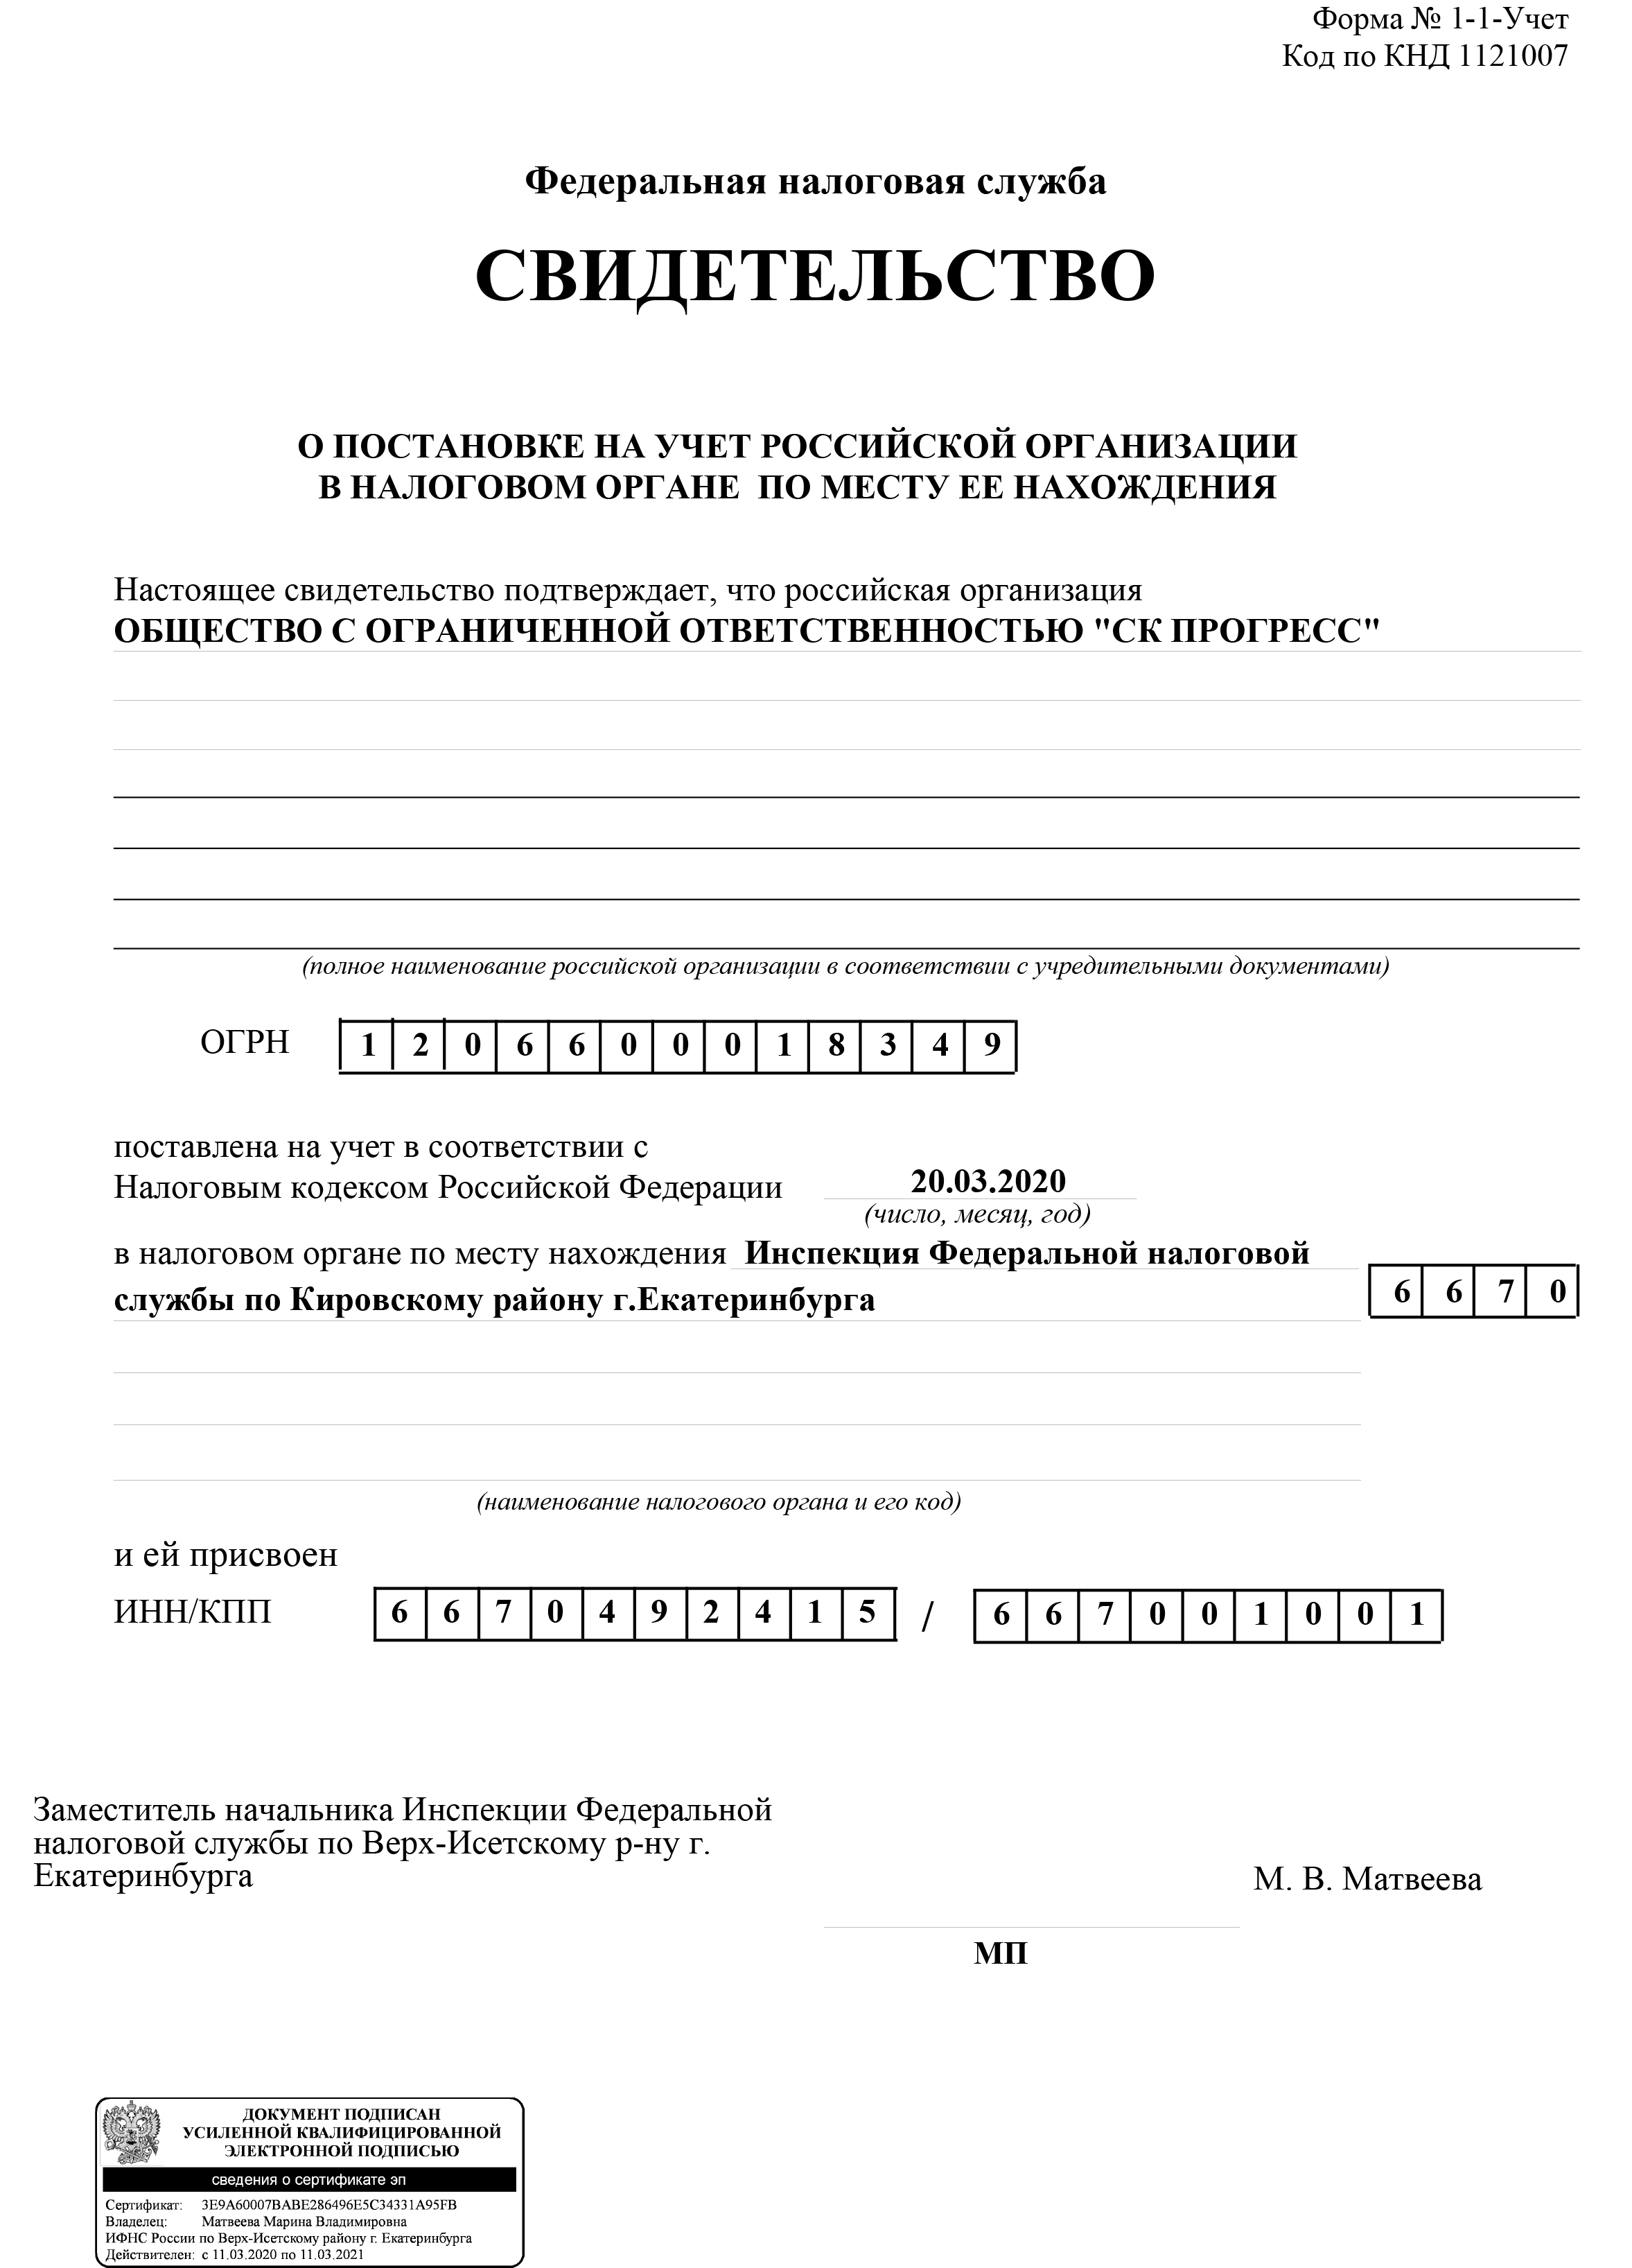 Форма № 1-1-Учет
Код по КНД 1121007
Федеральная налоговая служба
СВИДЕТЕЛЬСТВО
О ПОСТАНОВКЕ НА УЧЕТ РОССИЙСКОЙ ОРГАНИЗАЦИИ
В НАЛОГОВОМ ОРГАНЕ ПО МЕСТУ ЕЕ НАХОЖДЕНИЯ
Настоящее свидетельство подтверждает, что российская организация
ОБЩЕСТВО С ОГРАНИЧЕННОЙ ОТВЕТСТВЕННОСТЬЮ "СК ПРОГРЕСС"
(полное наименование российской организации в соответствии с учредительными документами)
ОГРН 1 2 0 6 6 0 0 0 1 8 3 4 9
поставлена на учет в соответствии с
Налоговым кодексом Российской Федерации 20.03.2020
(число, месяц, год)
в налоговом органе по месту нахождения Инспекция Федеральной налоговой
службы по Кировскому району г.Екатеринбурга 6 6 7 0
(наименование налогового органа и его код)
и ей присвоен
ИНН/КПП 6 6 7 0 4 9 2 4 1 5 / 6 6 7 0 0 1 0 0 1
Заместитель начальника Инспекции Федеральной
налоговой службы по Верх-Исетскому р-ну г.
Екатеринбурга
М. В. Матвеева
МП
ДОКУМЕНТ ПОДПИСАН
УСИЛЕННОЙ КВАЛИФИЦИРОВАННОЙ
ЭЛЕКТРОННОЙ ПОДПИСЬЮ
сведения о сертификате эп
Сертификат: 3E9A60007BABE286496E5C34331A95FB
Владелец: Матвеева Марина Владимировна
ИФНС России по Верх-Исетскому району г. Екатеринбурга
Действителен: с 11.03.2020 по 11.03.2021